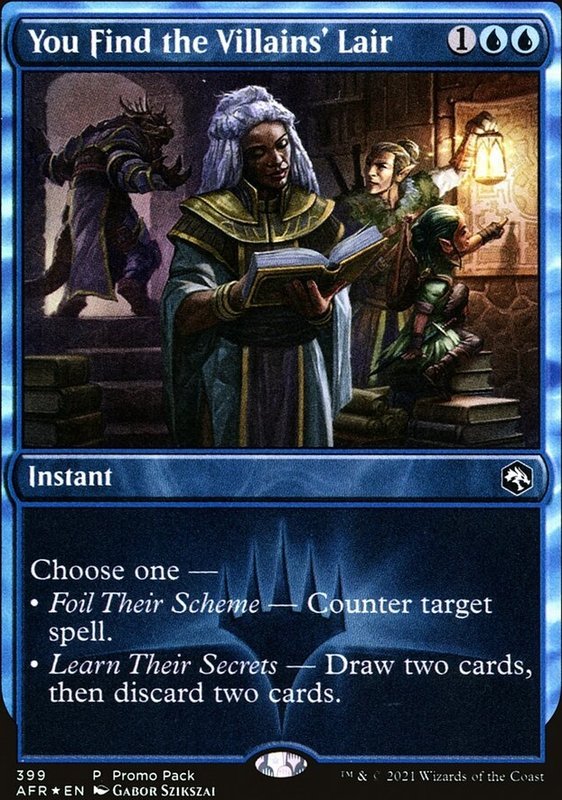 You Find the Villains' Lair 1
Instant
Choose one —
• Foil Their Scheme — Counter target
spell.
• Learn Their Secrets — Draw two cards,
then discard two cards.
399 P Promo Pack
AFR ★ EN Gabor Szikszai
™ & © 2021 Wizards of the Coast